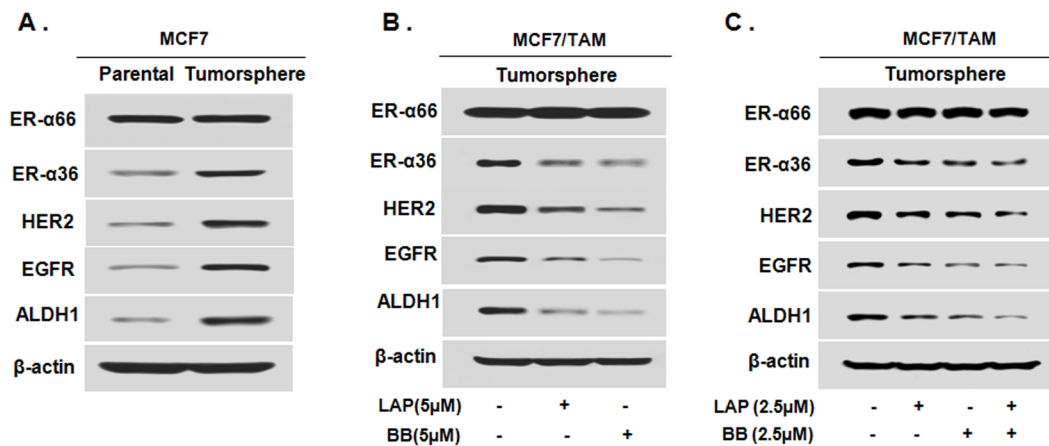 A .
MCF7
Parental Tumorsphere
ER-α66
ER-α36
HER2
EGFR
ALDH1
β-actin
B .
MCF7/TAM
Tumorsphere
ER-α66
ER-α36
HER2
EGFR
ALDH1
β-actin
LAP(5μM) - + -
BB(5μM) - - +
C .
MCF7/TAM
Tumorsphere
ER-α66
ER-α36
HER2
EGFR
ALDH1
β-actin
LAP (2.5μM) - + - +
BB (2.5μM) - - + +